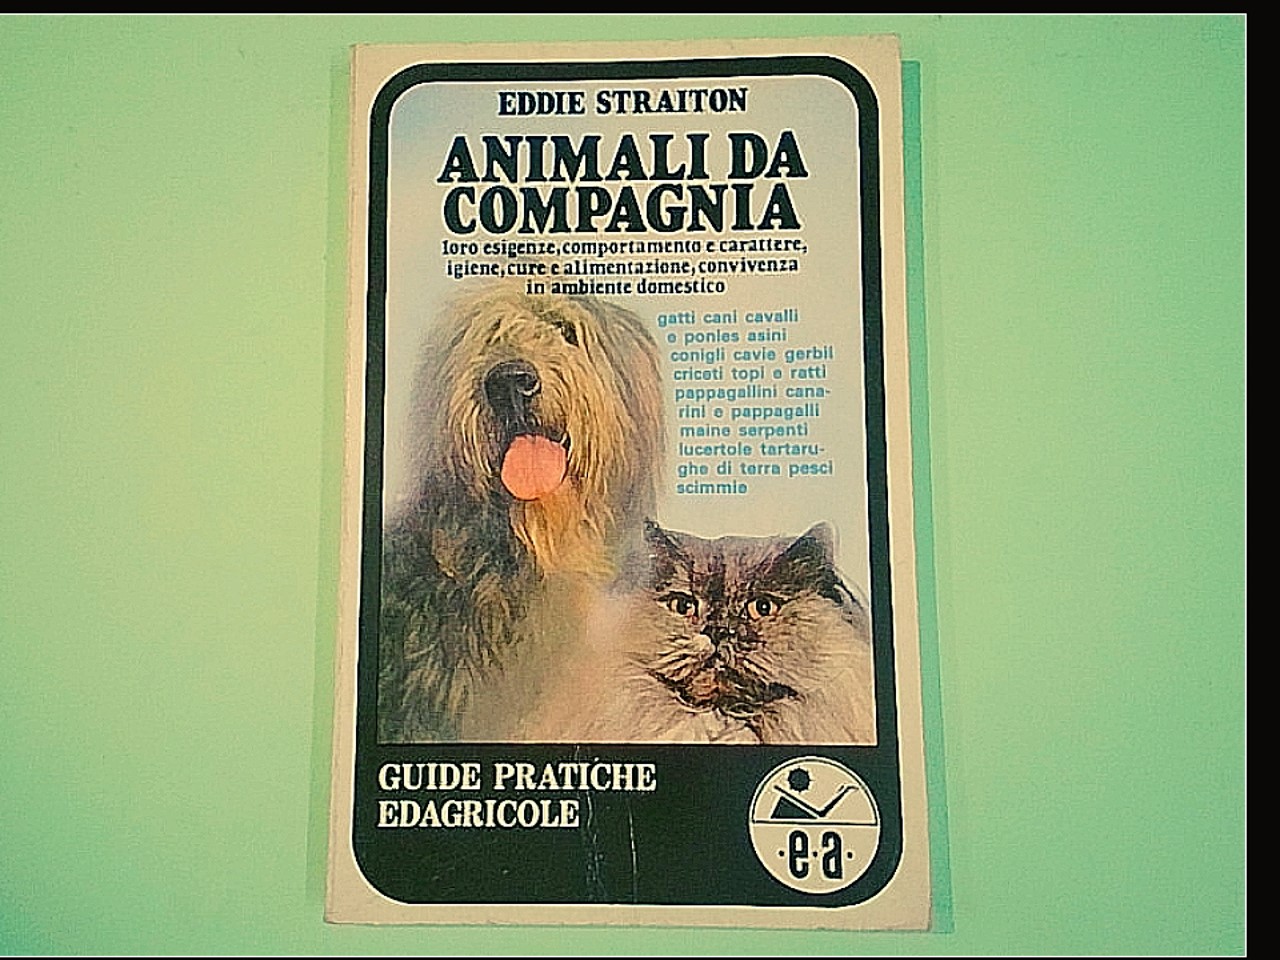 EDDIE STRAITON
ANIMALI DA
COMPAGNIA
loro esigenze, comportamento e carattere,
igiene, cure e alimentazione, convivenza
in ambiente domestico
gatti cani cavalli
e ponies asini
conigli cavie gerbil
criceti topi e ratti
pappagallini cana-
rini e pappagalli
maine serpenti
lucertole tartaru-
ghe di terra pesci
scimmie
GUIDE PRATICHE
EDAGRICOLE
·e·a·